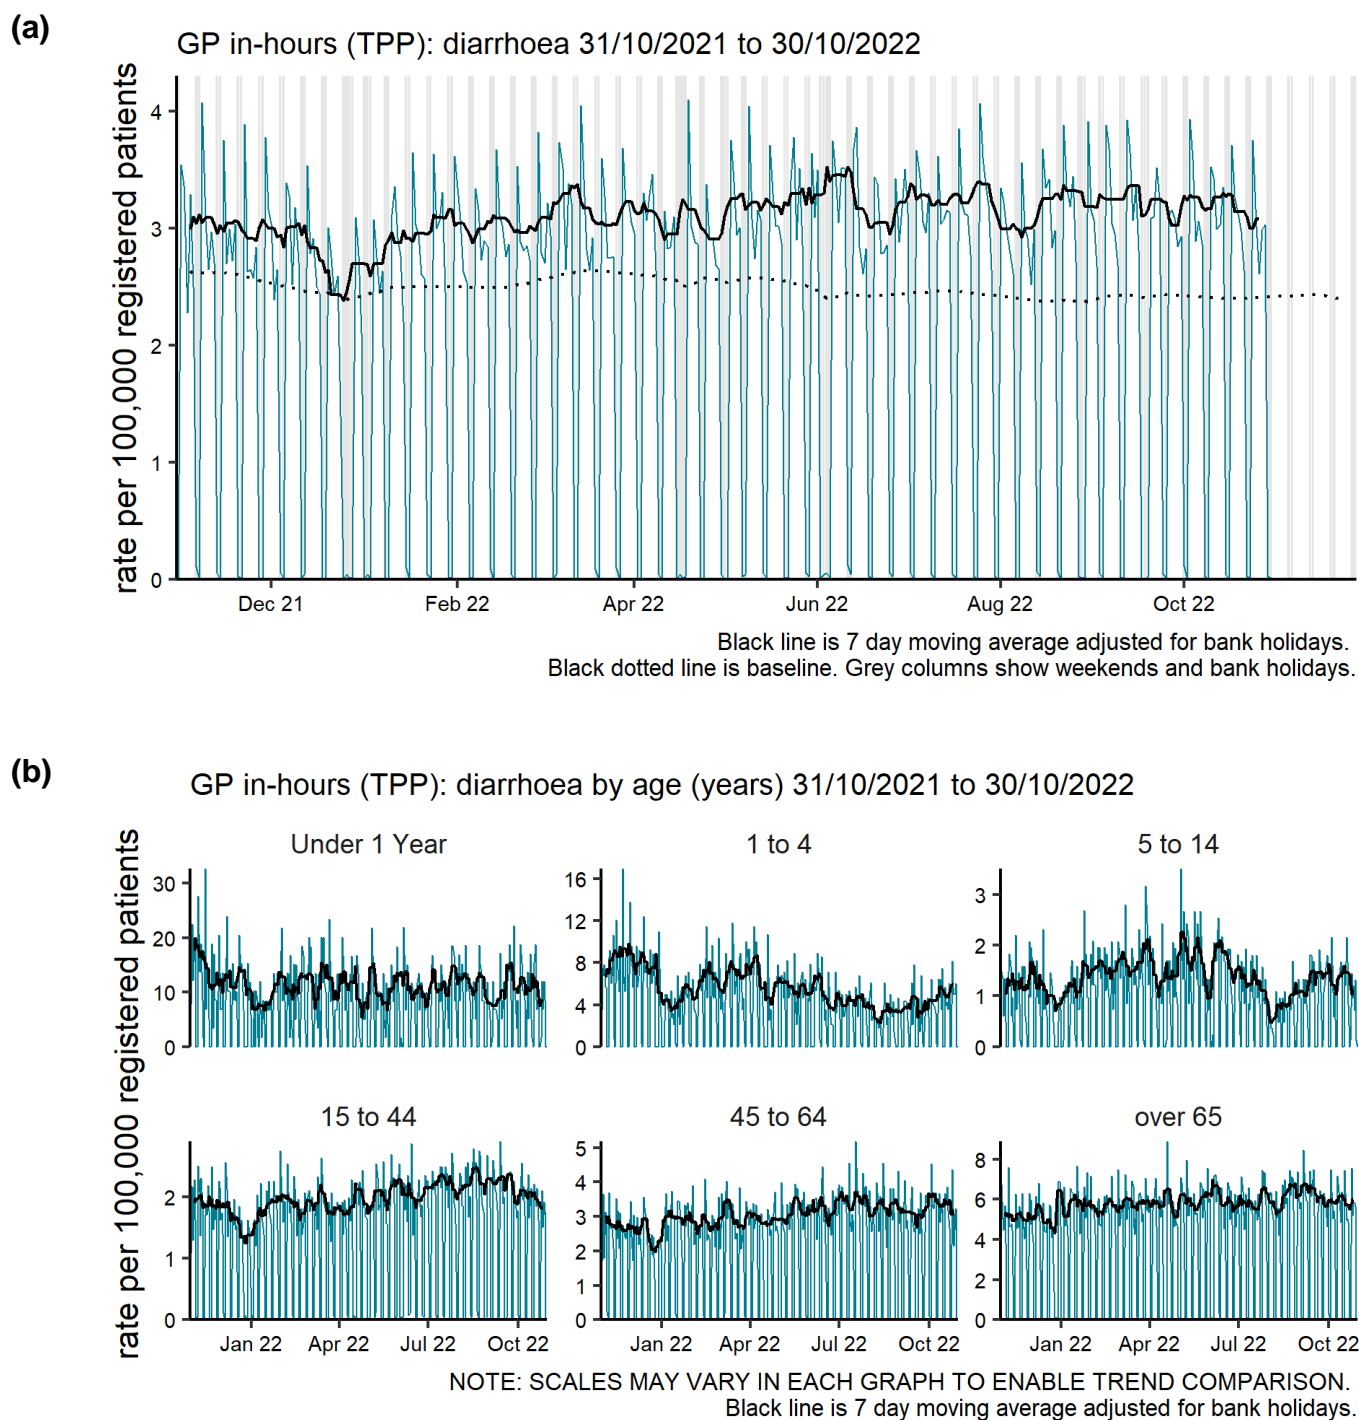 (a)
GP in-hours (TPP): diarrhoea 31/10/2021 to 30/10/2022
rate per 100,000 registered patients
4
3
2
1
0
Dec 21 Feb 22 Apr 22 Jun 22 Aug 22 Oct 22
Black line is 7 day moving average adjusted for bank holidays.
Black dotted line is baseline. Grey columns show weekends and bank holidays.
(b)
GP in-hours (TPP): diarrhoea by age (years) 31/10/2021 to 30/10/2022
rate per 100,000 registered patients
Under 1 Year
30
20
10
0
1 to 4
16
12
8
4
0
5 to 14
3
2
1
0
15 to 44
2
1
0
Jan 22 Apr 22 Jul 22 Oct 22
45 to 64
5
4
3
2
1
0
Jan 22 Apr 22 Jul 22 Oct 22
over 65
8
6
4
2
0
Jan 22 Apr 22 Jul 22 Oct 22
NOTE: SCALES MAY VARY IN EACH GRAPH TO ENABLE TREND COMPARISON.
Black line is 7 day moving average adjusted for bank holidays.